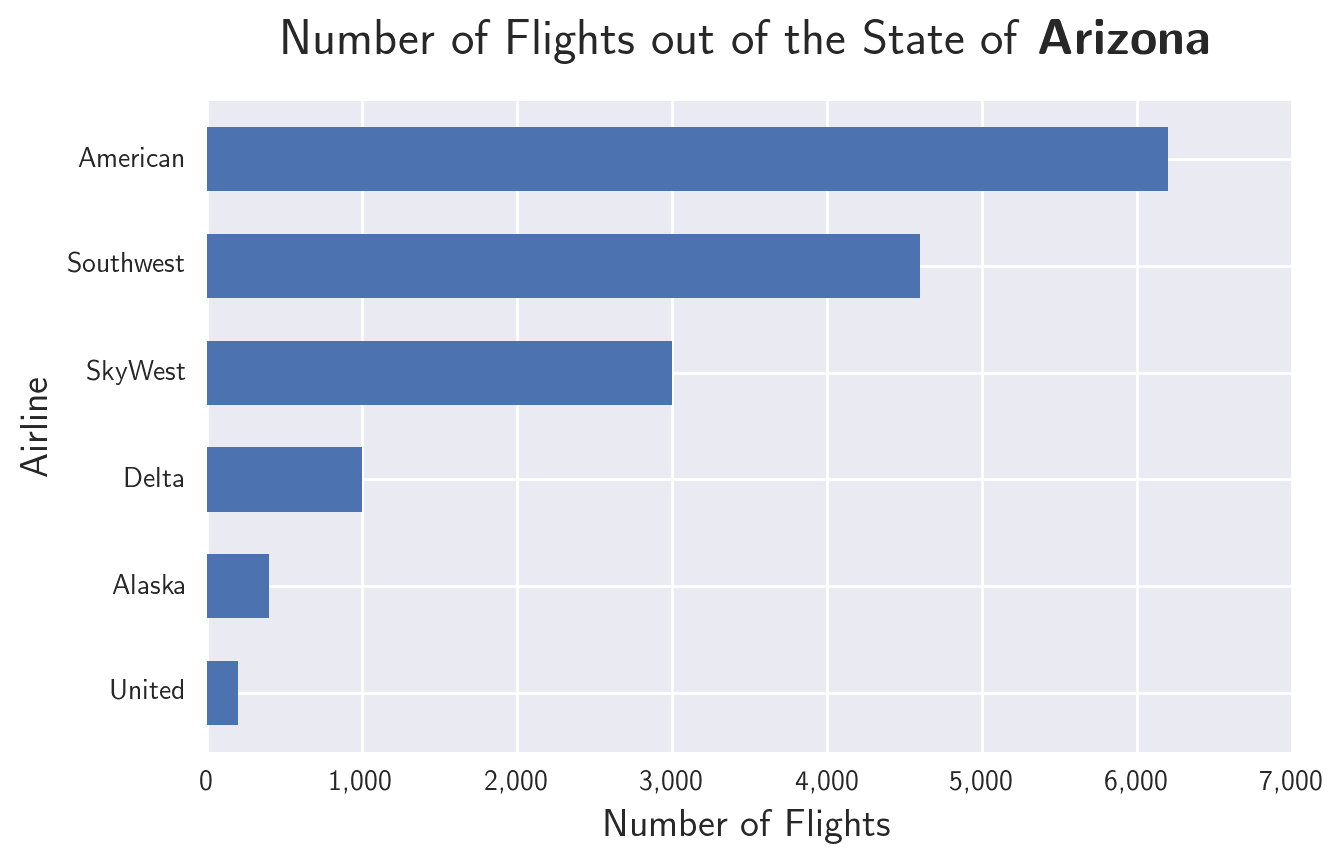 Number of Flights out of the State of Arizona
American
Southwest
SkyWest
Delta
Alaska
United
Airline
0 1,000 2,000 3,000 4,000 5,000 6,000 7,000
Number of Flights